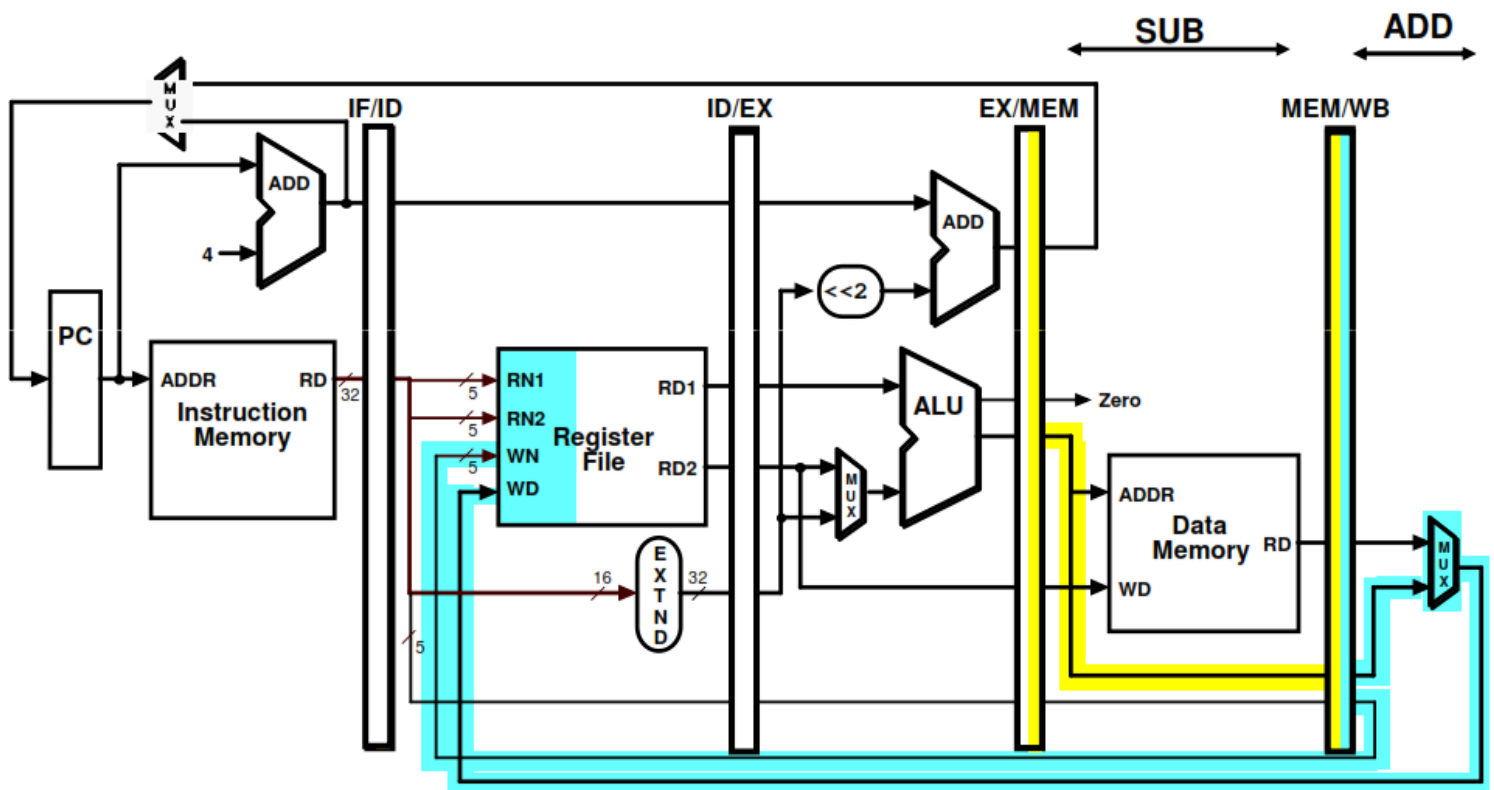 SUB
ADD
M
U
X
IF/ID
ID/EX
EX/MEM
MEM/WB
ADD
4
ADD
<<2
PC
ADDR
RD
32
Instruction
Memory
5
RN1
5
RN2
5
WN
WD
Register
File
RD1
RD2
M
U
X
ALU
Zero
ADDR
Data
Memory
RD
WD
M
U
X
16
E
X
T
N
D
32
5